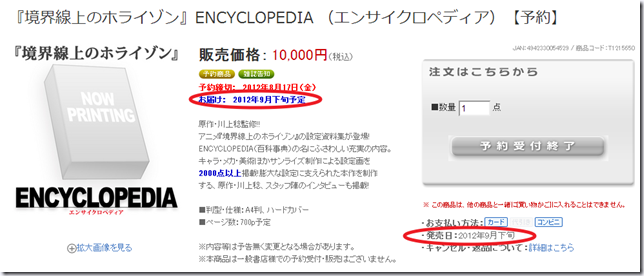 『境界線上のホライゾン』ENCYCLOPEDIA （エンサイクロペディア）【予約】
JAN:4942330054539 / 商品コード：T1215650
『境界線上のホライゾン』
NOW
PRINTING
ENCYCLOPEDIA
エンサイクロペディア
拡大画像を見る
販売価格： 10,000円(税込)
予約商品 雑誌告知
予約締切： 2012年8月17日(金)
お届け： 2012年9月下旬予定
原作・川上稔監修!!
アニメ『境界線上のホライゾン』の設定資料集が登場!
ENCYCLOPEDIA(百科事典)の名にふさわしい充実の内容。
キャラ・メカ・美術ほかサンライズ制作による設定画を
2000点以上掲載!膨大な設定に支えられた本作を制作
する、原作・川上稔、スタッフ陣のインタビューも掲載!
■判型・仕様：A4判、ハードカバー
■ページ数：700p予定
※内容等は予告無く変更となる場合があります。
※本商品は一般書店様での予約受付・販売はございません。
注文はこちらから
■数量 1 点
予約受付終了
※ この商品は、他の商品と一緒に買い物かごに入れることはできません。
・お支払い方法： カード コンビニ
・発売日：2012年9月下旬
・キャンセル・返品について：詳細はこちら